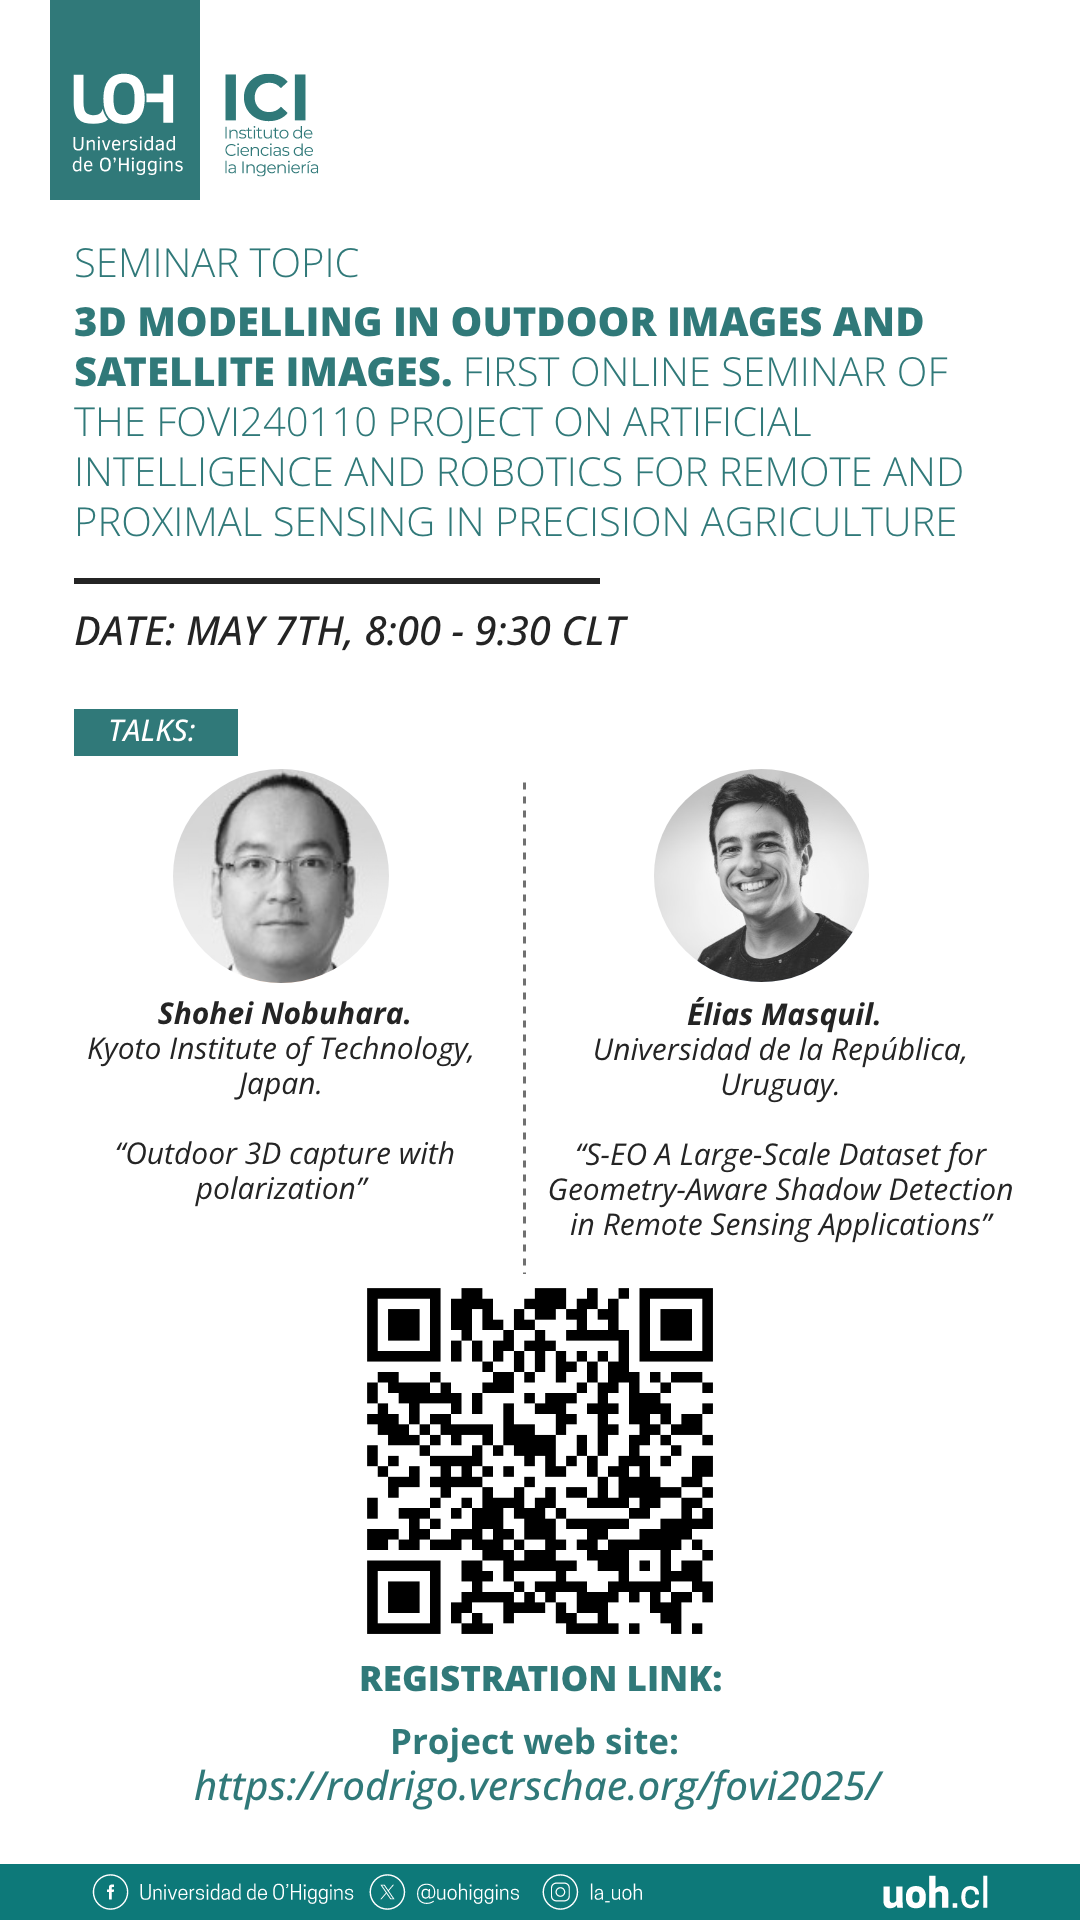 UOH
Universidad
de O'Higgins
ICI
Instituto de
Ciencias de
la Ingeniería
SEMINAR TOPIC
3D MODELLING IN OUTDOOR IMAGES AND
SATELLITE IMAGES. FIRST ONLINE SEMINAR OF
THE FOVI240110 PROJECT ON ARTIFICIAL
INTELLIGENCE AND ROBOTICS FOR REMOTE AND
PROXIMAL SENSING IN PRECISION AGRICULTURE
DATE: MAY 7TH, 8:00 - 9:30 CLT
TALKS:
Shohei Nobuhara.
Kyoto Institute of Technology,
Japan.
“Outdoor 3D capture with
polarization”
Élias Masquil.
Universidad de la República,
Uruguay.
“S-EO A Large-Scale Dataset for
Geometry-Aware Shadow Detection
in Remote Sensing Applications”
REGISTRATION LINK:
Project web site:
https://rodrigo.verschae.org/fovi2025/
Universidad de O'Higgins @uohiggins la_uoh uoh.cl